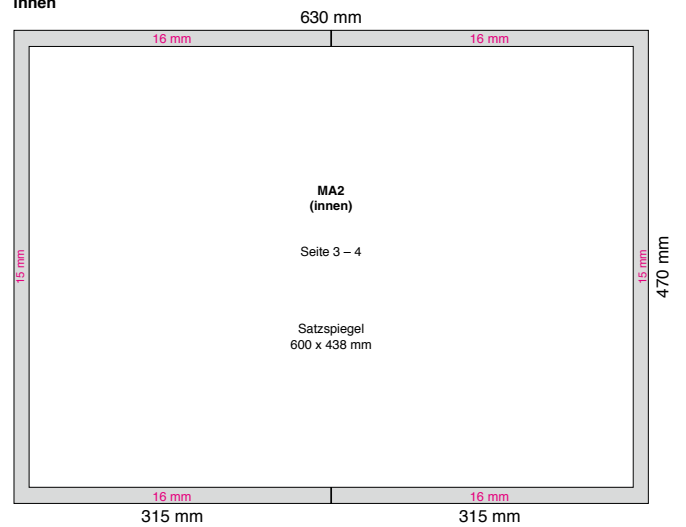 innen
630 mm
16 mm
16 mm
MA2
(innen)
Seite 3 – 4
15 mm
15 mm
470 mm
Satzspiegel
600 x 438 mm
16 mm
16 mm
315 mm
315 mm